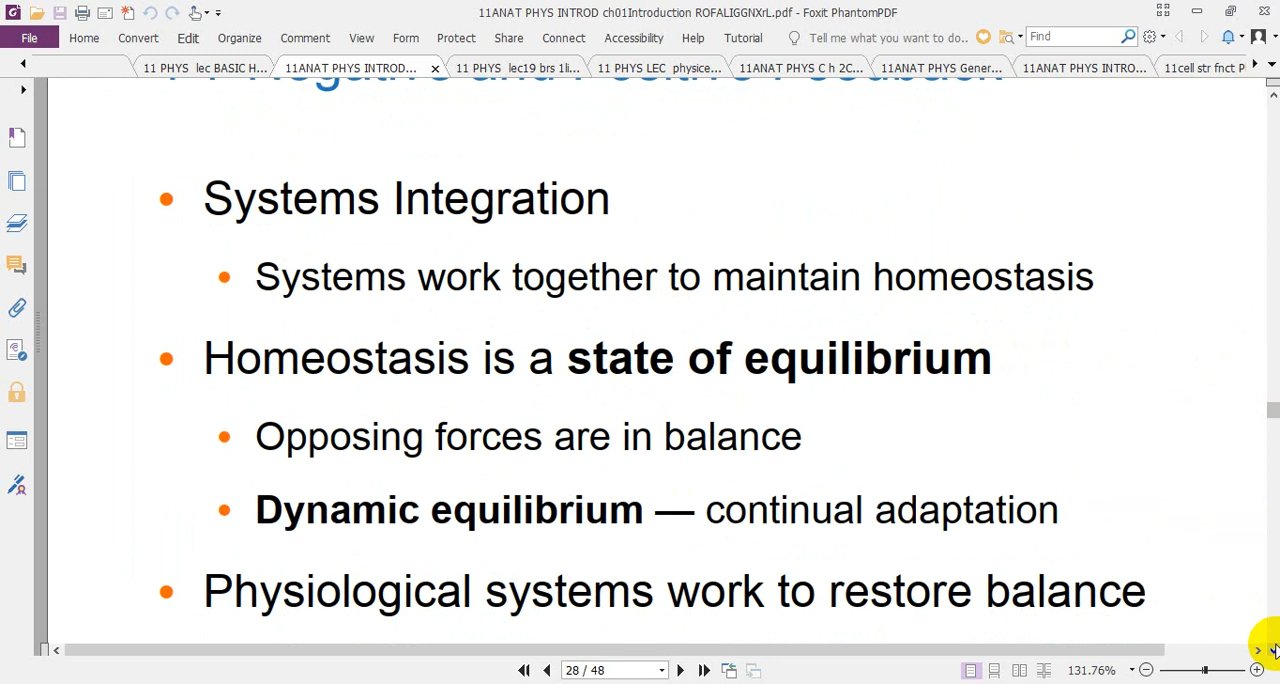 11ANAT PHYS INTROD ch01Introduction ROFALIGGNXrL.pdf - Foxit PhantomPDF
File Home Convert Edit Organize Comment View Form Protect Share Connect Accessibility Help Tutorial Tell me what you want to do.. Find
11 PHYS lec BASIC H... 11ANAT PHYS INTROD... 11 PHYS lec19 brs 1li... 11 PHYS LEC physice... 11ANAT PHYS C h 2C... 11ANAT PHYS Gener... 11ANAT PHYS INTRO... 11cell str fnct P
Systems Integration
Systems work together to maintain homeostasis
Homeostasis is a state of equilibrium
Opposing forces are in balance
Dynamic equilibrium — continual adaptation
Physiological systems work to restore balance
28 / 48 131.76%